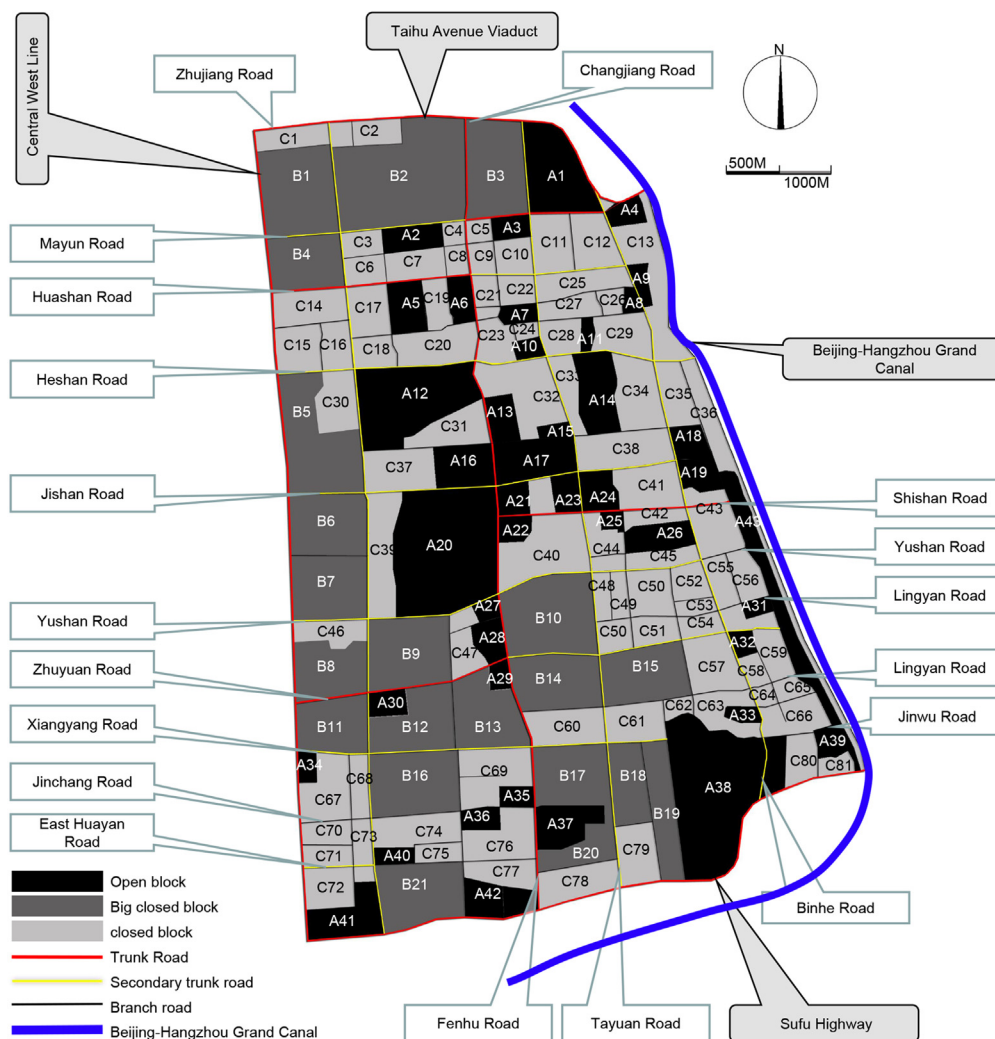 Taihu Avenue Viaduct
Zhujiang Road
Changjiang Road
N
Central West Line
500M
1000M
C1
C2
B1
B2
B3
A1
A4
Mayun Road
B4
C3
A2
C4
C5
A3
C11
C12
C13
C6
C7
C8
C9
C10
A9
Huashan Road
C14
C17
A5
C19
A6
C21
C22
C25
C27
C26
A8
A7
C15
C16
C18
C20
C23
C24
A10
C28
A11
C29
Beijing-Hangzhou Grand
Canal
Heshan Road
B5
C30
A12
A13
C32
C33
A14
C34
C35
C36
C31
A15
A18
C37
A16
A17
C38
A19
Jishan Road
A21
A23
A24
C41
Shishan Road
B6
C39
A20
A22
C40
A25
C42
A26
C43
A43
C44
C45
Yushan Road
B7
C48
C49
C50
C52
C55
C56
Lingyan Road
C53
A31
A27
B10
Yushan Road
C46
B9
A28
C47
C50
C51
C54
A32
C59
B8
Zhuyuan Road
A29
B14
B15
C57
C58
Lingyan Road
A30
C64
C65
B11
B12
B13
C60
C61
C62
C63
A33
C66
Jinwu Road
Xiangyang Road
A34
C68
B16
C69
B17
B18
A38
A39
C80
C81
Jinchang Road
C67
A35
B19
C70
C73
C74
A36
A37
East Huayan
Road
C71
A40
C75
C76
B20
C79
C72
B21
C77
C78
A41
A42
Open block
Big closed block
closed block
Trunk Road
Secondary trunk road
Branch road
Beijing-Hangzhou Grand Canal
Binhe Road
Fenhu Road
Tayuan Road
Sufu Highway